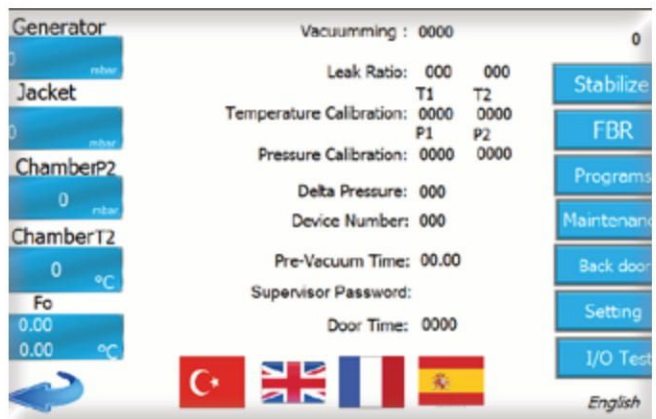 Generator
0 mbar
Jacket
0 mbar
ChamberP2
0 mbar
ChamberT2
0 °C
Fo
0.00
0.00 °C
Vacuumming : 0000
Leak Ratio: 000 000
T1 T2
Temperature Calibration: 0000 0000
P1 P2
Pressure Calibration: 0000 0000
Delta Pressure: 000
Device Number: 000
Pre-Vacuum Time: 00.00
Supervisor Password:
Door Time: 0000
0
Stabilize
FBR
Programs
Maintenanc
Back door
Setting
I/O Test
English